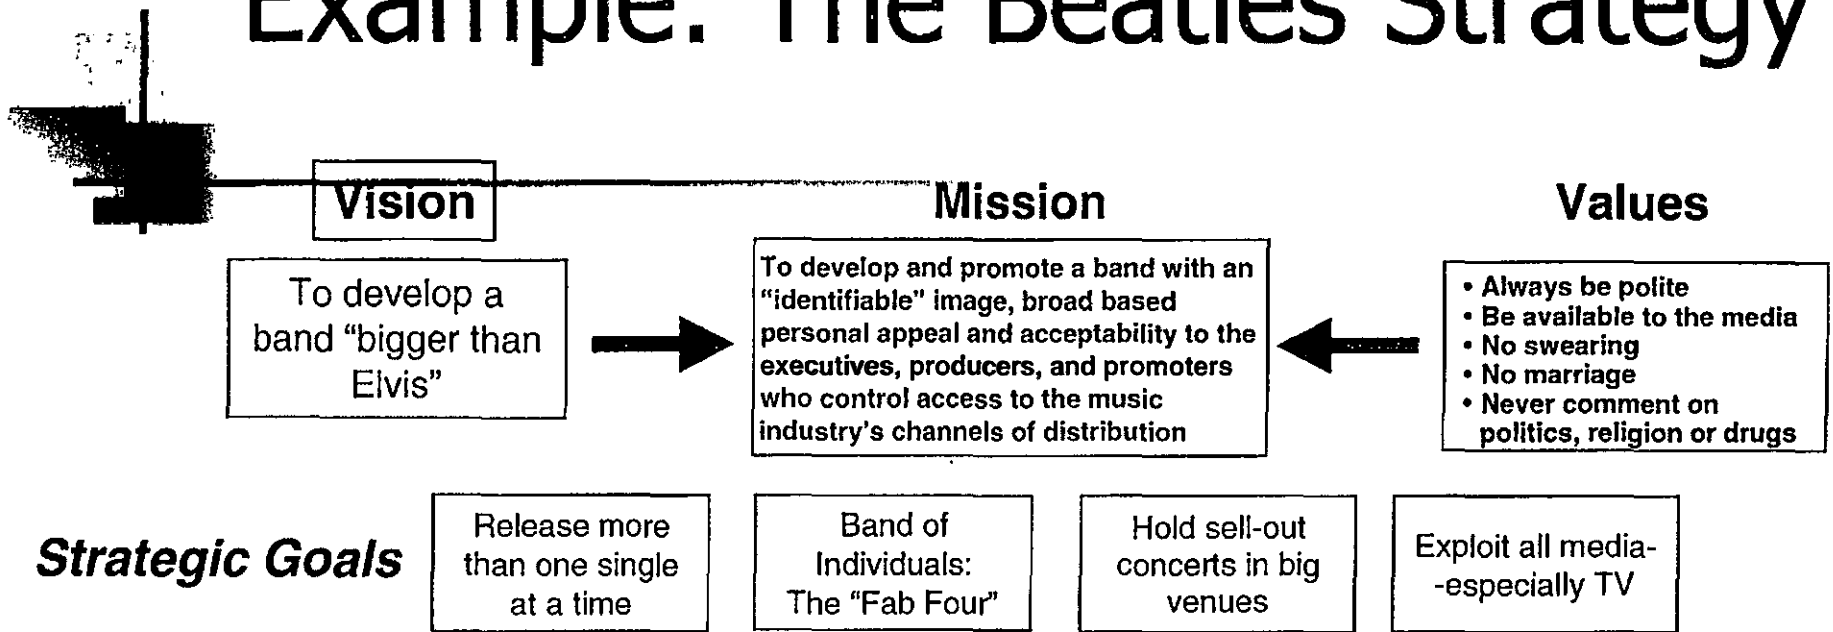 Example: The Beatles Strategy
Vision
Mission
Values
To develop a
band "bigger than
Elvis"
To develop and promote a band with an
"identifiable" image, broad based
personal appeal and acceptability to the
executives, producers, and promoters
who control access to the music
industry's channels of distribution
• Always be polite
• Be available to the media
• No swearing
• No marriage
• Never comment on
politics, religion or drugs
Strategic Goals
Release more
than one single
at a time
Band of
Individuals:
The "Fab Four"
Hold sell-out
concerts in big
venues
Exploit all media-
-especially TV